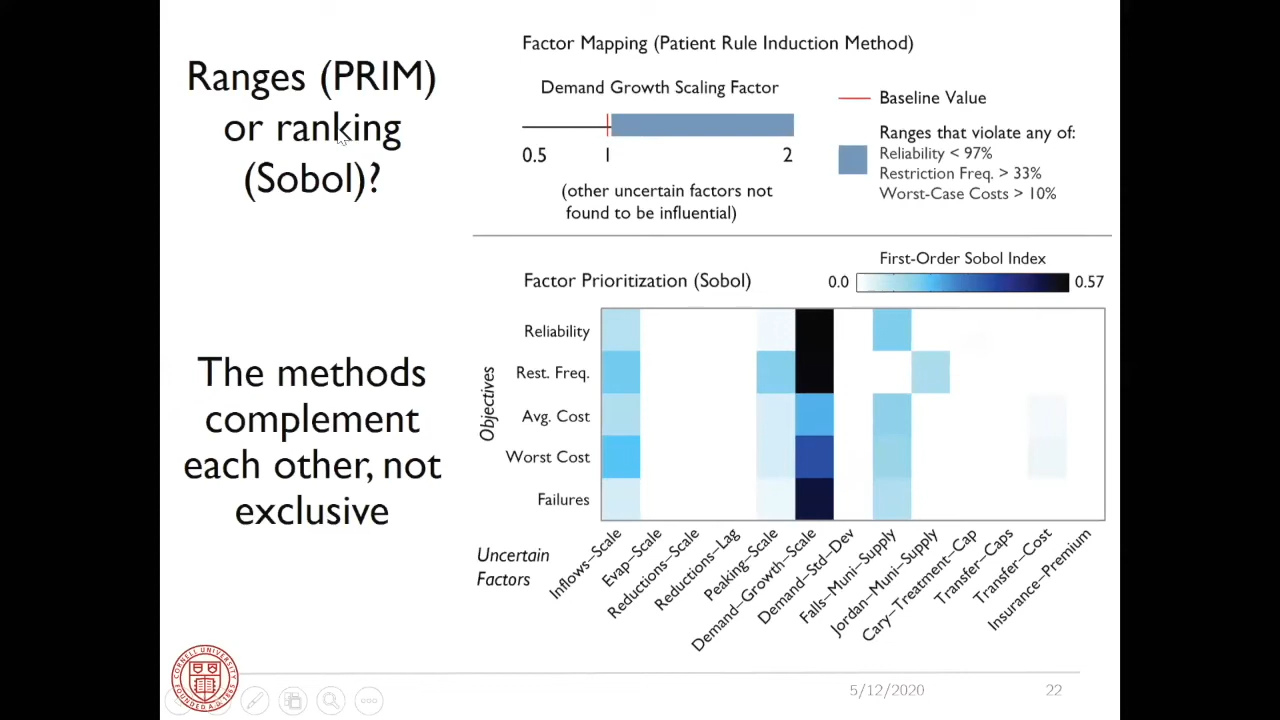 Ranges (PRIM)
or ranking
(Sobol)?
The methods
complement
each other, not
exclusive
Factor Mapping (Patient Rule Induction Method)
Demand Growth Scaling Factor
0.5
1
2
(other uncertain factors not
found to be influential)
Baseline Value
Ranges that violate any of:
Reliability < 97%
Restriction Freq. > 33%
Worst-Case Costs > 10%
Factor Prioritization (Sobol)
First-Order Sobol Index
0.0
0.57
Objectives
Reliability
Rest. Freq.
Avg. Cost
Worst Cost
Failures
Uncertain
Factors
Inflows–Scale
Evap–Scale
Reductions–Scale
Reductions–Lag
Peaking–Scale
Demand–Growth–Scale
Demand–Std–Dev
Falls–Muni–Supply
Jordan–Muni–Supply
Cary–Treatment–Cap
Transfer–Caps
Transfer–Cost
Insurance–Premium
CORNELL UNIVERSITY
FOUNDED A.D. 1865
5/12/2020
22